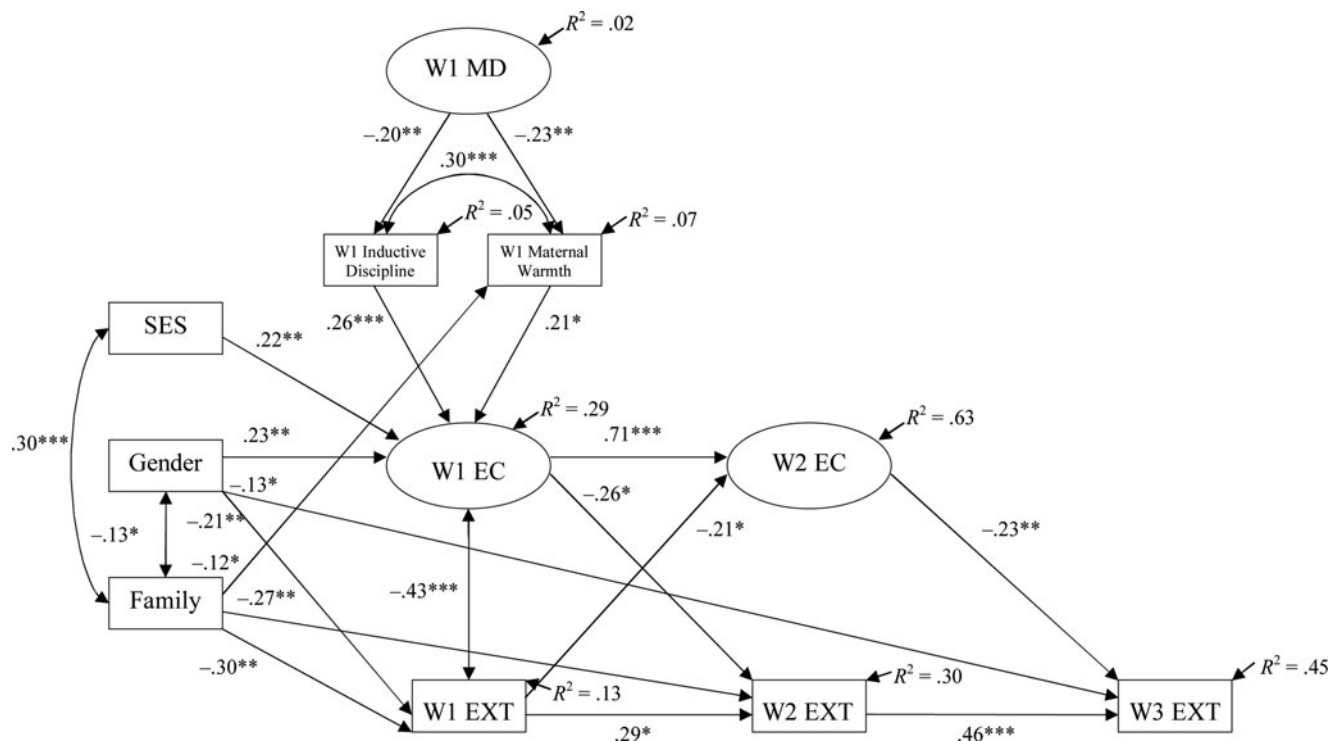 R² = .02
W1 MD
–.20**
–.23**
.30***
R² = .05
R² = .07
W1 Inductive
Discipline
W1 Maternal
Warmth
SES
.26***
.21*
.22**
R² = .29
R² = .63
.30***
.23**
.71***
Gender
W1 EC
W2 EC
–.13*
–.26*
–.13*
–.21**
–.21*
–.23**
–.12*
Family
–.27**
–.43***
–.30**
R² = .13
R² = .30
R² = .45
W1 EXT
W2 EXT
W3 EXT
.29*
.46***